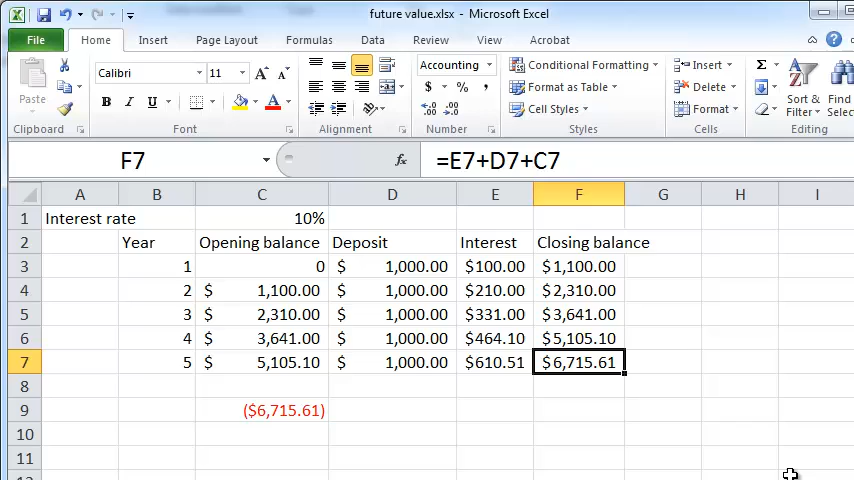 future value.xlsx - Microsoft Excel
File Home Insert Page Layout Formulas Data Review View Acrobat
Calibri 11 Accounting Conditional Formatting Insert
Paste B I U A $ % , Format as Table Delete Sort & Find
Cell Styles Format Filter Selec
Clipboard Font Alignment Number Styles Cells Editing
F7 fx =E7+D7+C7
A B C D E F G H I
1 Interest rate 10%
2 Year Opening balance Deposit Interest Closing balance
3 1 0 $ 1,000.00 $100.00 $1,100.00
4 2 $ 1,100.00 $ 1,000.00 $210.00 $2,310.00
5 3 $ 2,310.00 $ 1,000.00 $331.00 $3,641.00
6 4 $ 3,641.00 $ 1,000.00 $464.10 $5,105.10
7 5 $ 5,105.10 $ 1,000.00 $610.51 $6,715.61
8
9 ($6,715.61)
10
11